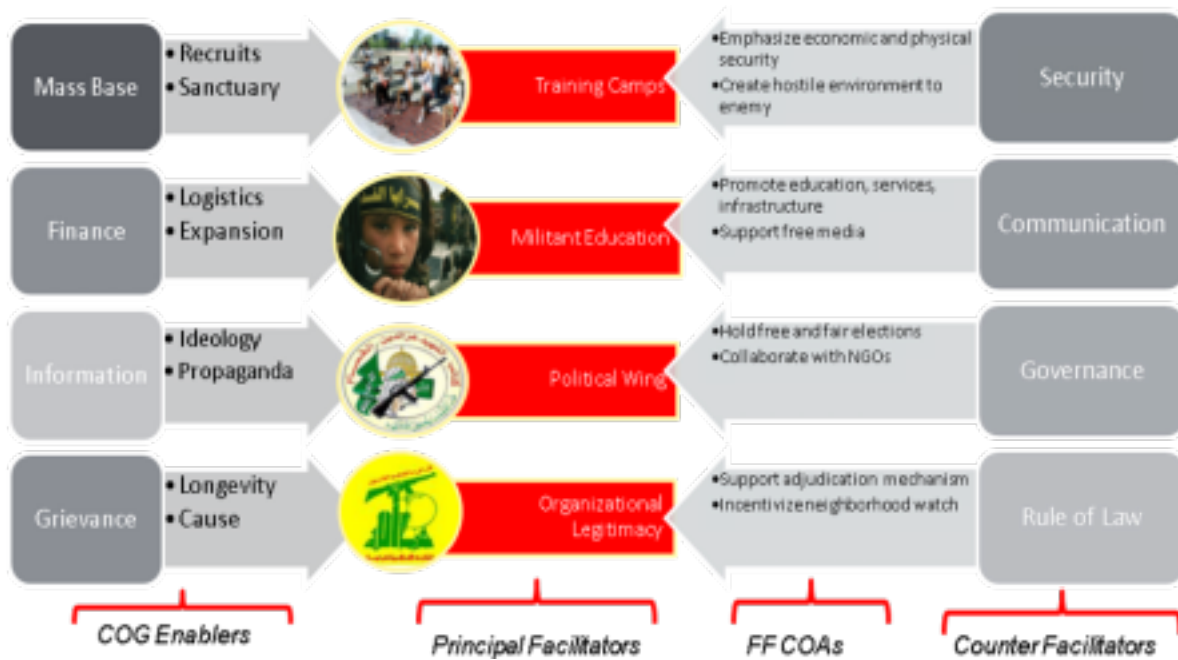 Mass Base
• Recruits
• Sanctuary
Training Camps
•Emphasize economic and physical
security
•Create hostile environment to
enemy
Security
Finance
• Logistics
• Expansion
Militant Education
•Promote education, services,
infrastructure
•Support free media
Communication
Information
• Ideology
• Propaganda
Political Wing
•Hold free and fair elections
•Collaborate with NGOs
Governance
Grievance
• Longevity
• Cause
Organizational
Legitimacy
•Support adjudication mechanism
•Incentivize neighborhood watch
Rule of Law
COG Enablers
Principal Facilitators
FF COAs
Counter Facilitators